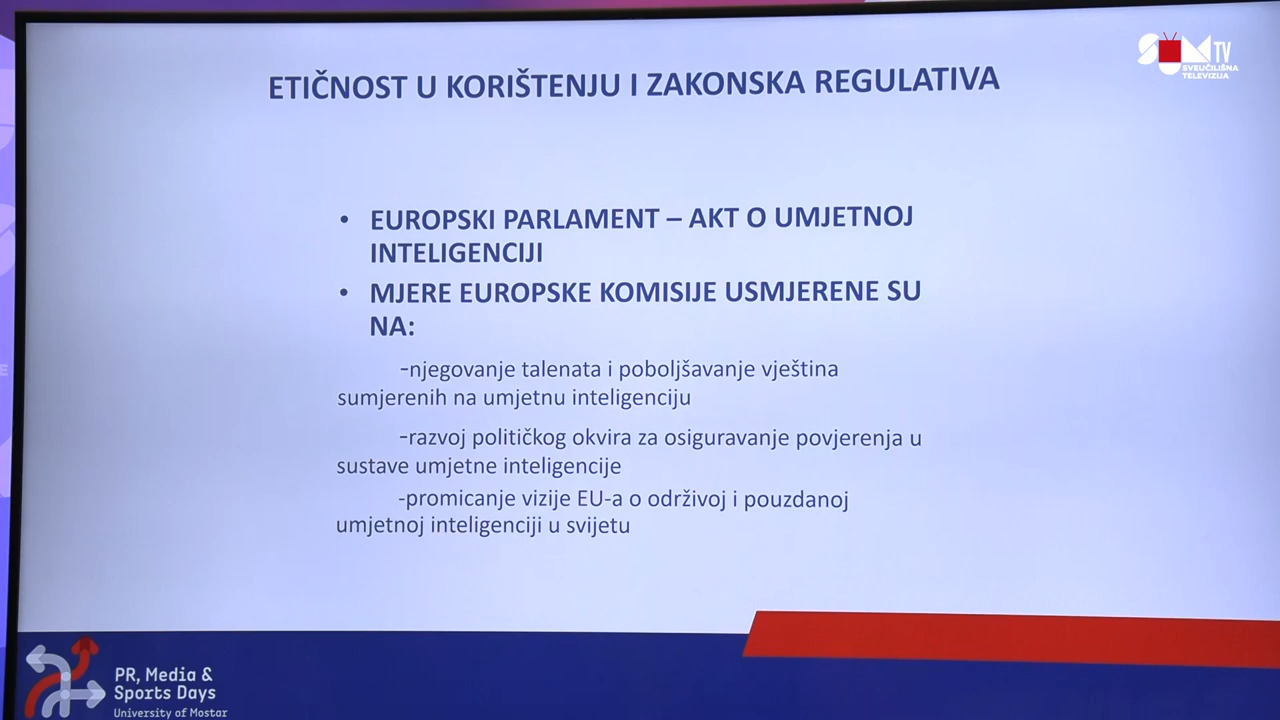 SUM TV
SVEUČILIŠNA
TELEVIZIJA
ETIČNOST U KORIŠTENJU I ZAKONSKA REGULATIVA
• EUROPSKI PARLAMENT – AKT O UMJETNOJ
INTELIGENCIJI
• MJERE EUROPSKE KOMISIJE USMJERENE SU
NA:
-njegovanje talenata i poboljšavanje vještina
sumjerenih na umjetnu inteligenciju
-razvoj političkog okvira za osiguravanje povjerenja u
sustave umjetne inteligencije
-promicanje vizije EU-a o održivoj i pouzdanoj
umjetnoj inteligenciji u svijetu
PR, Media &
Sports Days
University of Mostar